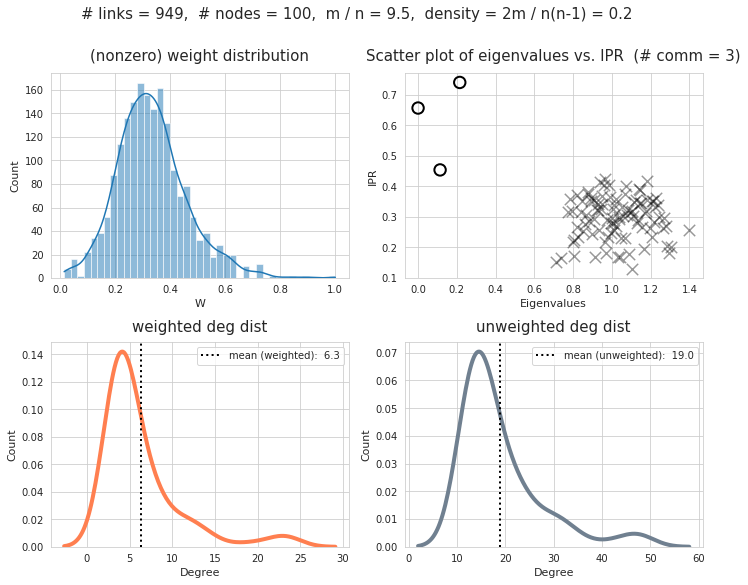 # links = 949,  # nodes = 100,  m / n = 9.5,  density = 2m / n(n-1) = 0.2
(nonzero) weight distribution
160
140
120
100
80
60
40
20
0
Count
0.0 0.2 0.4 0.6 0.8 1.0
W
Scatter plot of eigenvalues vs. IPR  (# comm = 3)
0.7
0.6
0.5
0.4
0.3
0.2
0.1
IPR
0.0 0.2 0.4 0.6 0.8 1.0 1.2 1.4
Eigenvalues
weighted deg dist
mean (weighted):  6.3
0.14
0.12
0.10
0.08
0.06
0.04
0.02
0.00
Count
0 5 10 15 20 25 30
Degree
unweighted deg dist
mean (unweighted):  19.0
0.07
0.06
0.05
0.04
0.03
0.02
0.01
0.00
Count
0 10 20 30 40 50 60
Degree